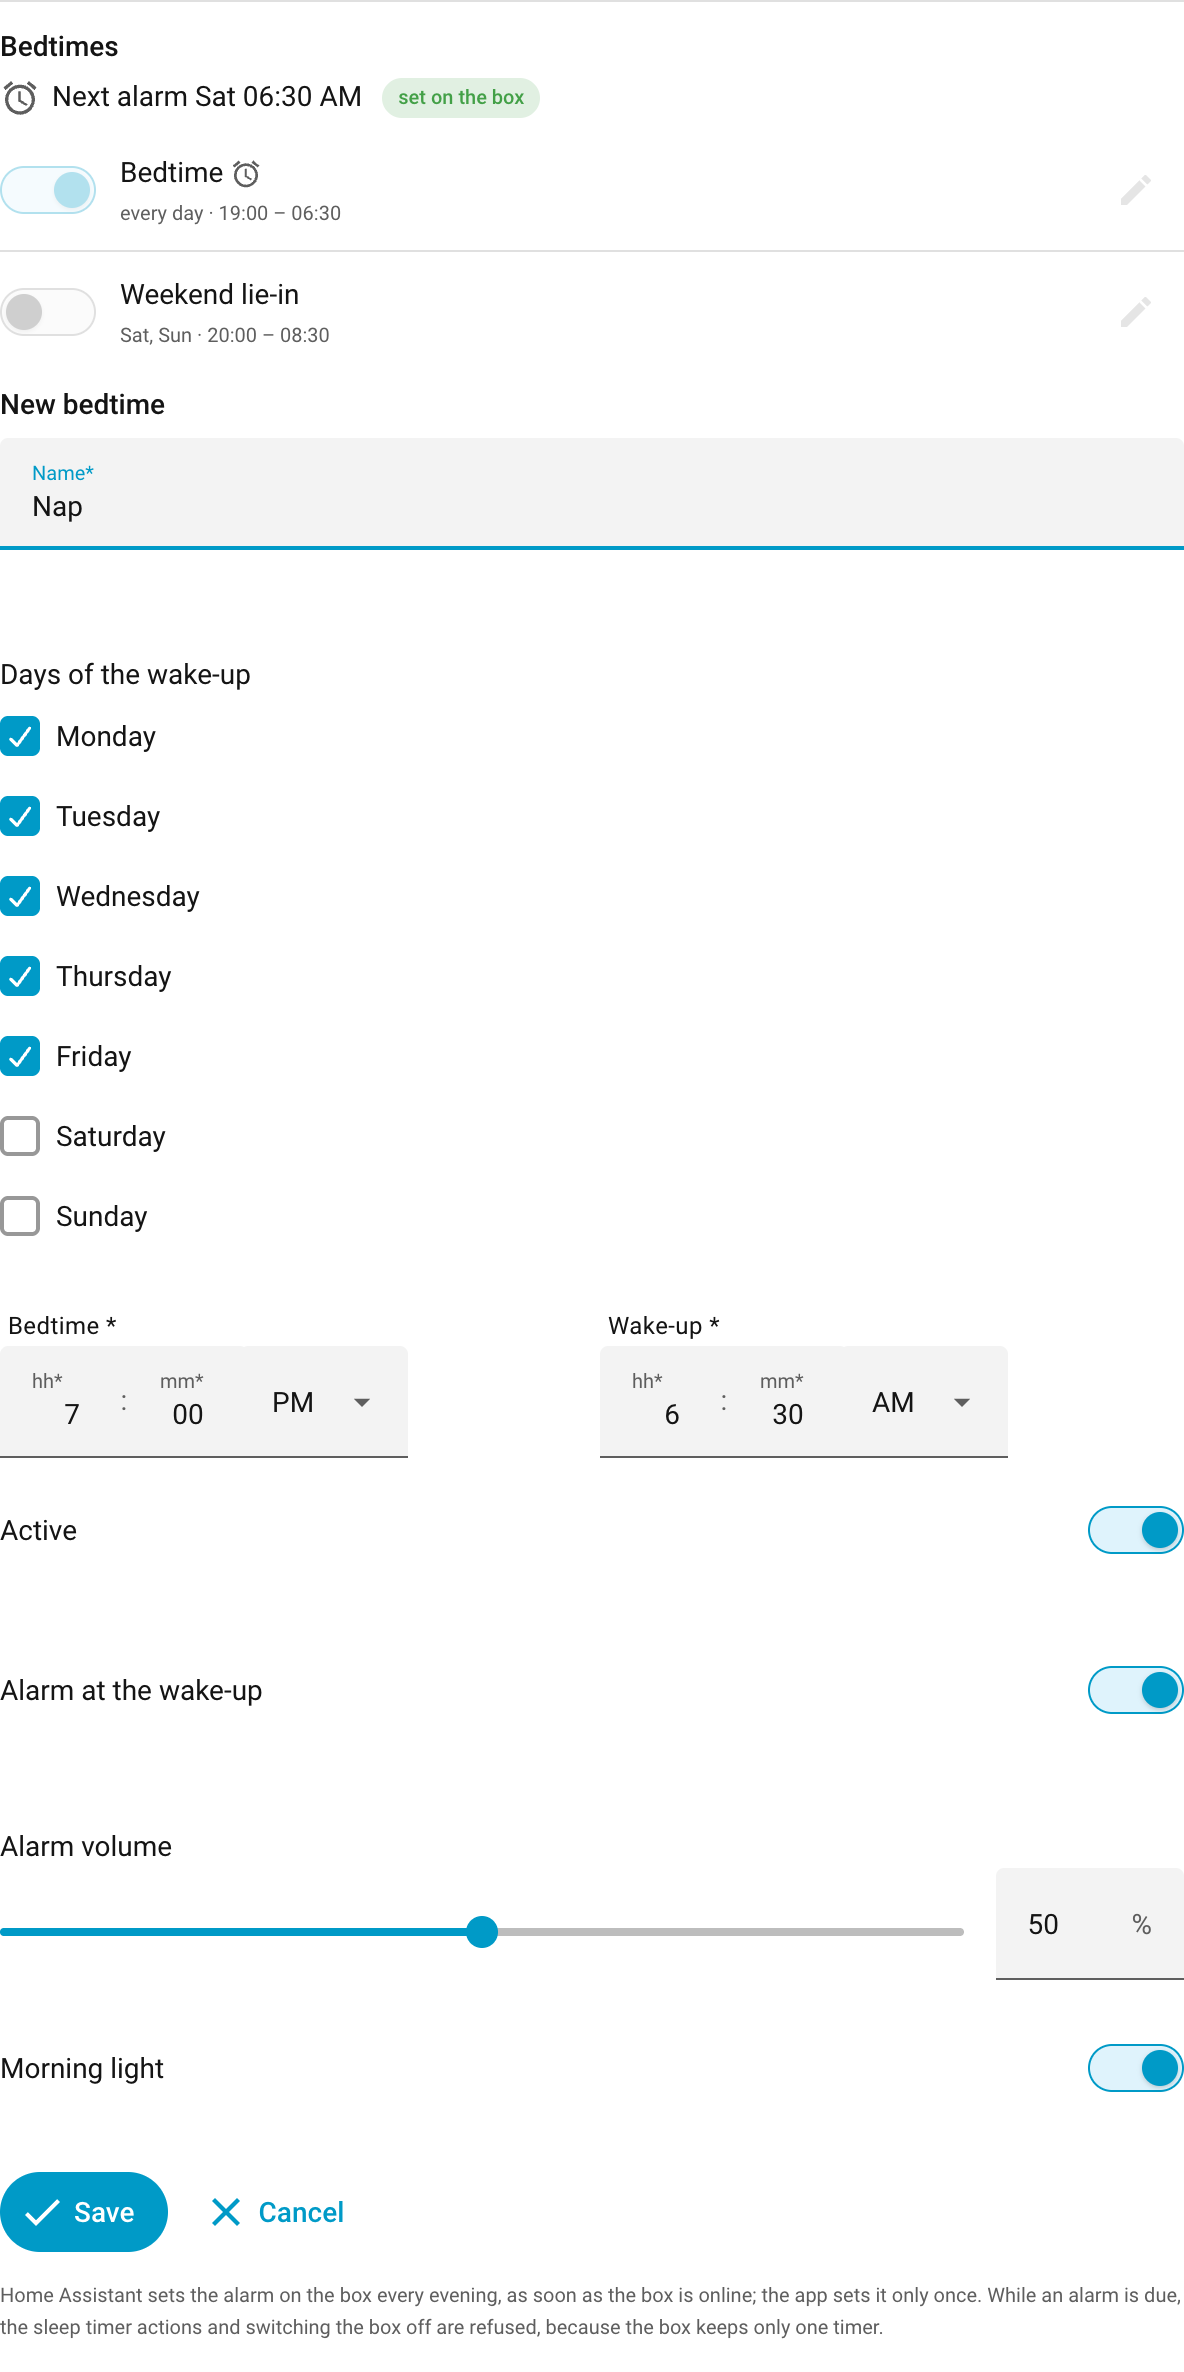 Bedtimes
Next alarm Sat 06:30 AM set on the box
Bedtime
every day · 19:00 – 06:30
Weekend lie-in
Sat, Sun · 20:00 – 08:30
New bedtime
Name*
Nap
Days of the wake-up
Monday
Tuesday
Wednesday
Thursday
Friday
Saturday
Sunday
Bedtime * Wake-up *
hh* mm* hh* mm*
7 : 00 PM 6 : 30 AM
Active
Alarm at the wake-up
Alarm volume
50 %
Morning light
Save Cancel
Home Assistant sets the alarm on the box every evening, as soon as the box is online; the app sets it only once. While an alarm is due,
the sleep timer actions and switching the box off are refused, because the box keeps only one timer.